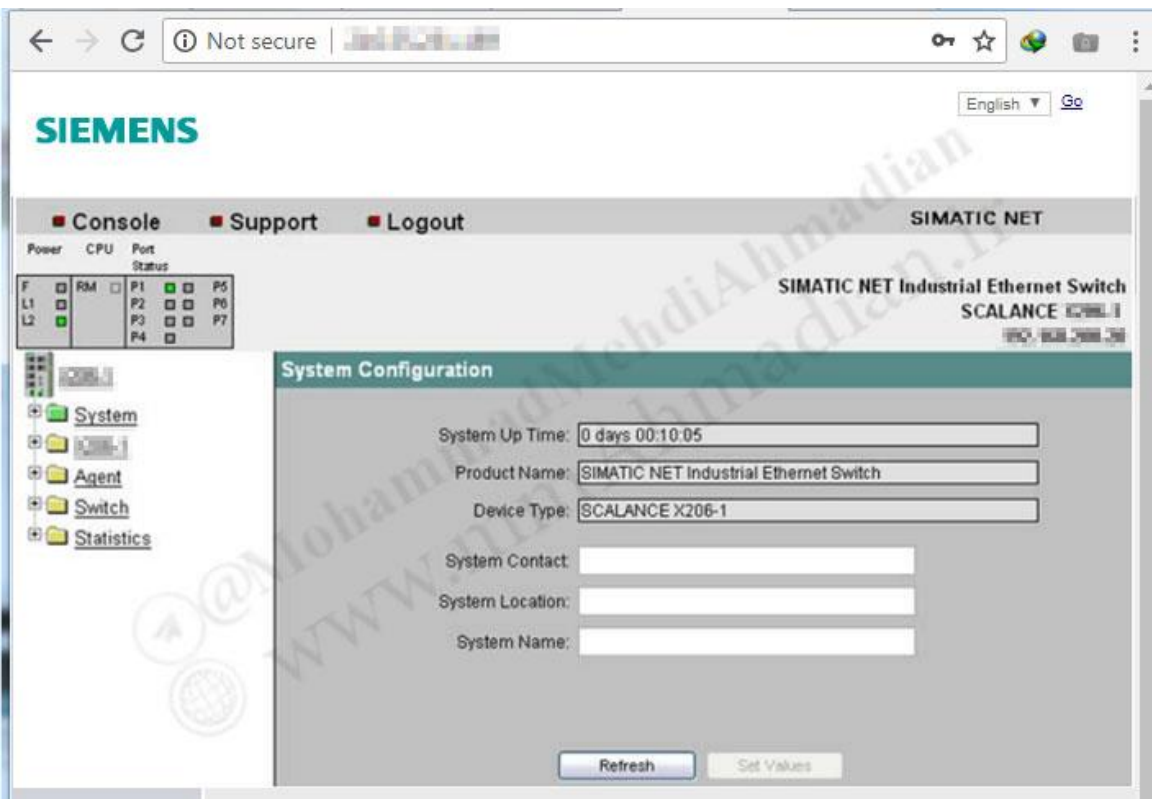 Not secure
English Go
SIEMENS
Console Support Logout
SIMATIC NET
Power CPU Port Status
F RM P1 P5
L1 P2 P6
L2 P3 P7
P4
SIMATIC NET Industrial Ethernet Switch
SCALANCE
System
Agent
Switch
Statistics
System Configuration
System Up Time: 0 days 00:10:05
Product Name: SIMATIC NET Industrial Ethernet Switch
Device Type: SCALANCE X206-1
System Contact:
System Location:
System Name:
Refresh Set Values
@MohammadMehdiAhmadian